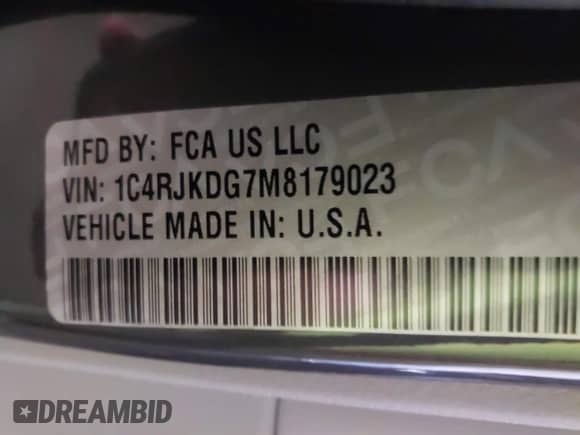 MFD BY: FCA US LLC
VIN: 1C4RJKDG7M8179023
VEHICLE MADE IN: U.S.A.
DREAMBID